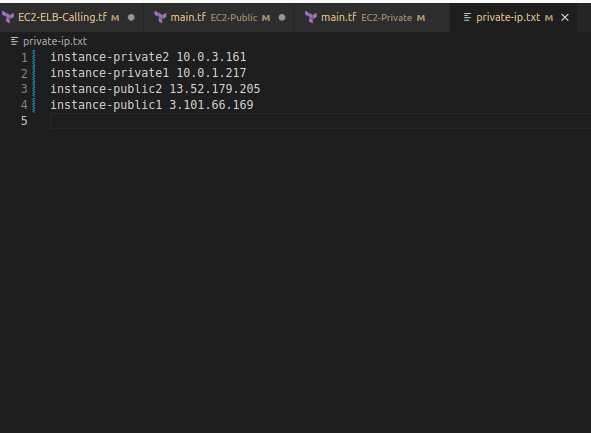 EC2-ELB-Calling.tf M
main.tf EC2-Public M
main.tf EC2-Private M
private-ip.txt M
private-ip.txt
1 instance-private2 10.0.3.161
2 instance-private1 10.0.1.217
3 instance-public2 13.52.179.205
4 instance-public1 3.101.66.169
5